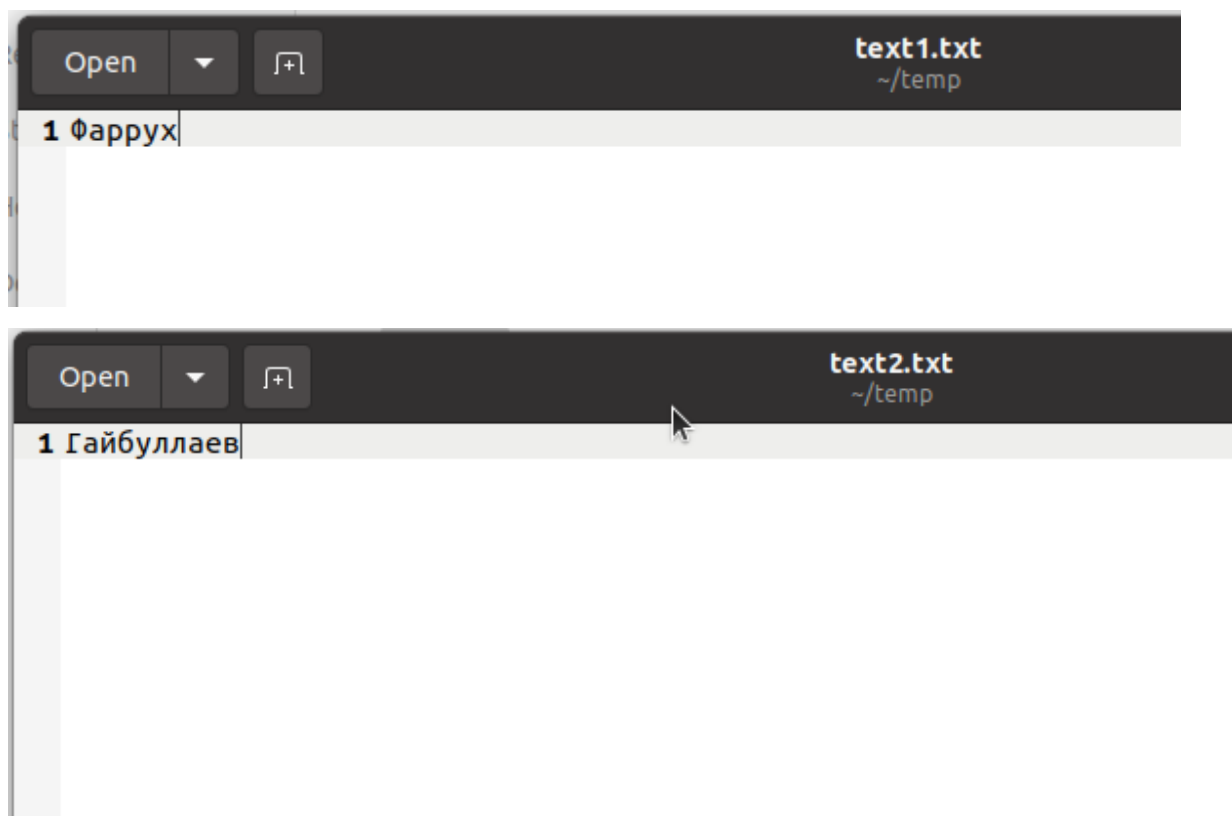 Open
text1.txt
~/temp
1 Фаррух
Open
text2.txt
~/temp
1 Гайбуллаев